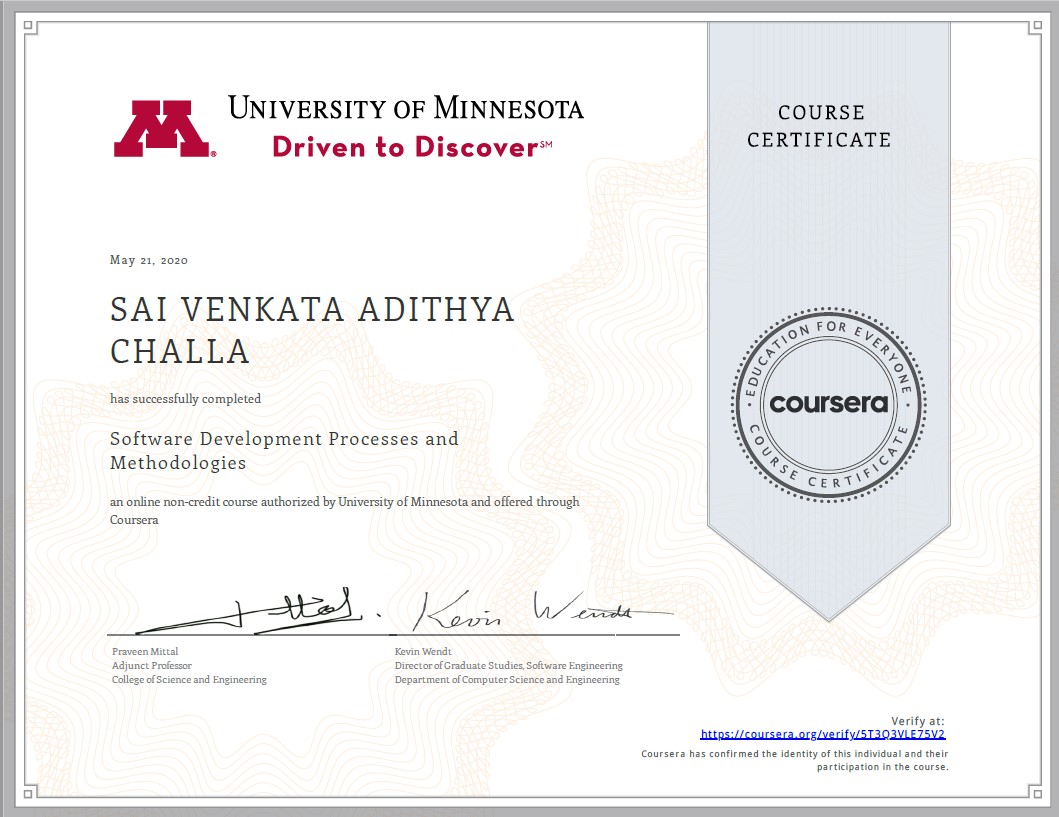 UNIVERSITY OF MINNESOTA
Driven to Discover℠
®
COURSE
CERTIFICATE
May 21, 2020
SAI VENKATA ADITHYA
CHALLA
has successfully completed
Software Development Processes and
Methodologies
an online non-credit course authorized by University of Minnesota and offered through
Coursera
EDUCATION FOR EVERYONE
coursera
COURSE CERTIFICATE
Kevin Wendt
Praveen Mittal
Adjunct Professor
College of Science and Engineering
Kevin Wendt
Director of Graduate Studies, Software Engineering
Department of Computer Science and Engineering
Verify at:
https://coursera.org/verify/5T3Q3VLE75V2
Coursera has confirmed the identity of this individual and their
participation in the course.